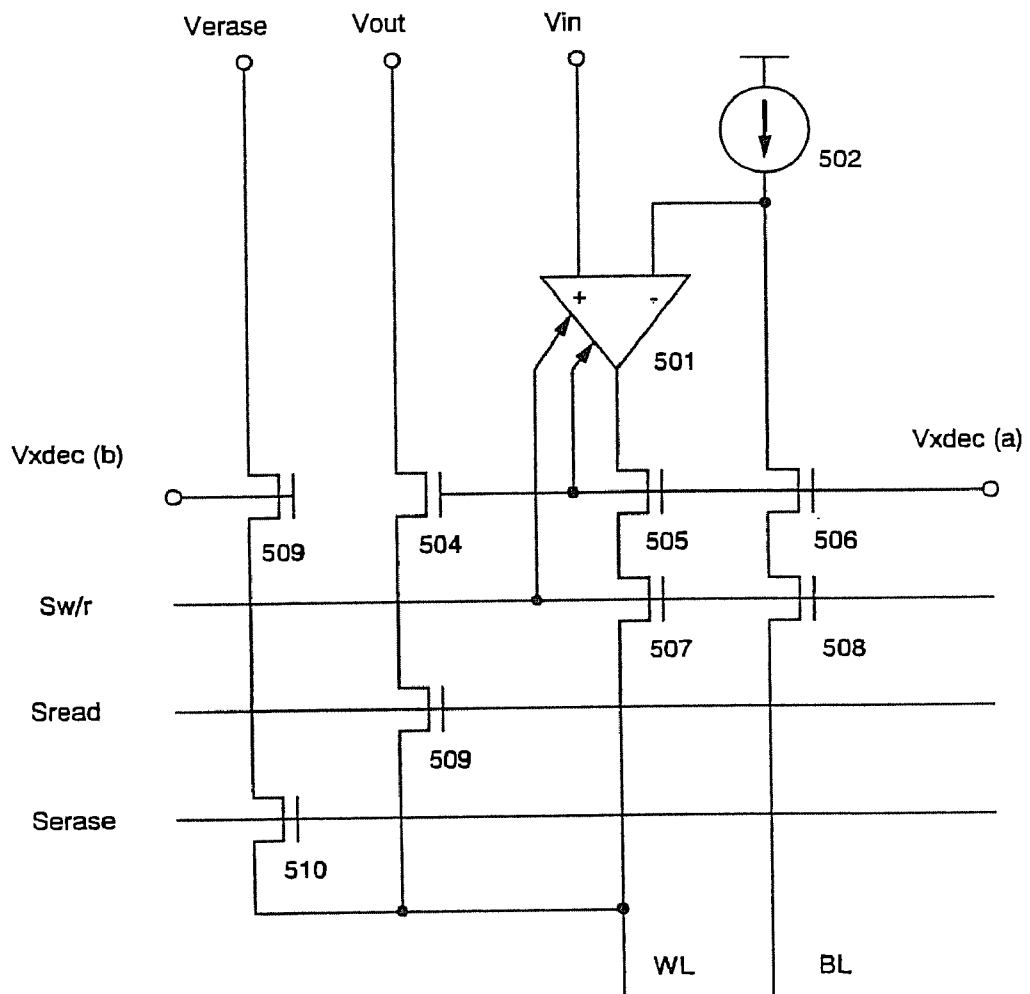 Verase Vout Vin
502
+ -
501
Vxdec (b) Vxdec (a)
509 504 505 506
Sw/r
507 508
Sread
509
Serase
510
WL BL